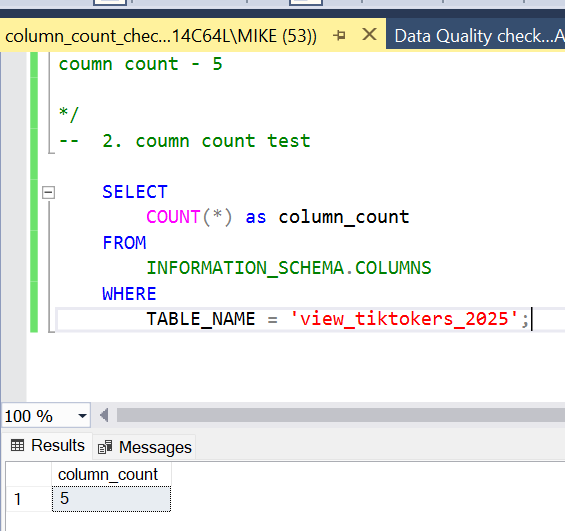 column_count_chec...14C64L\MIKE (53)) Data Quality check...A
coumn count - 5
*/
-- 2. coumn count test
SELECT
COUNT(*) as column_count
FROM
INFORMATION_SCHEMA.COLUMNS
WHERE
TABLE_NAME = 'view_tiktokers_2025';
100 %
Results Messages
column_count
1 5